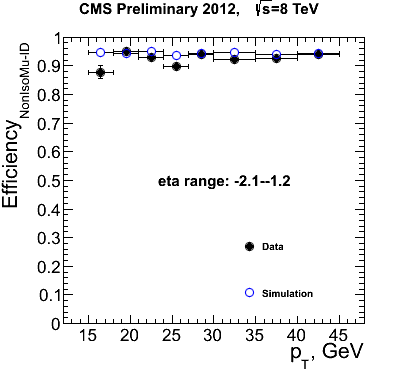 CMS Preliminary 2012, √s=8 TeV
Efficiency NonIsoMu-ID
1
0.9
0.8
0.7
0.6
0.5
0.4
0.3
0.2
0.1
0
eta range: -2.1--1.2
Data
Simulation
15 20 25 30 35 40 45
p_T, GeV